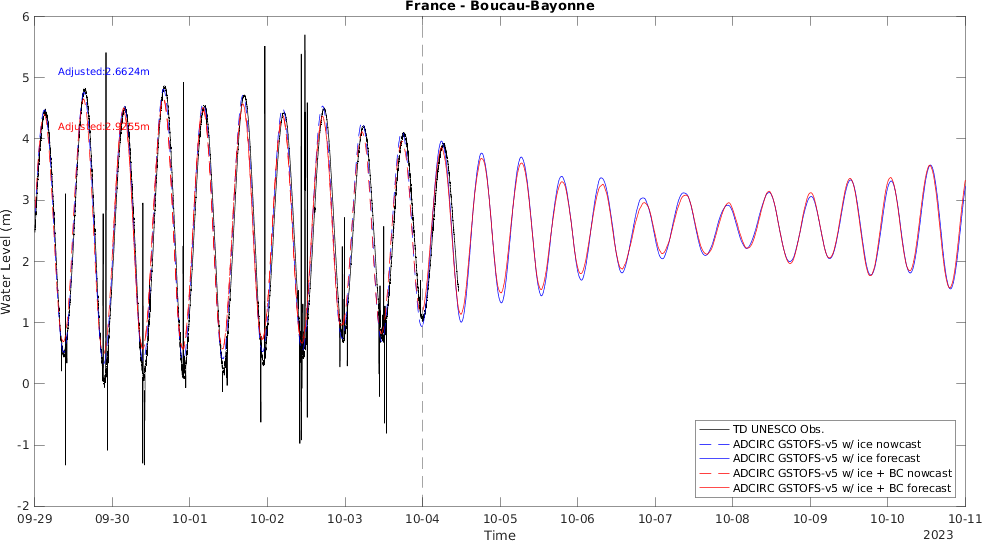 France - Boucau-Bayonne
Water Level (m)
6
5
4
3
2
1
0
-1
-2
Adjusted:2.6624m
Adjusted:2.9265m
TD UNESCO Obs.
ADCIRC GSTOFS-v5 w/ ice nowcast
ADCIRC GSTOFS-v5 w/ ice forecast
ADCIRC GSTOFS-v5 w/ ice + BC nowcast
ADCIRC GSTOFS-v5 w/ ice + BC forecast
09-29 09-30 10-01 10-02 10-03 10-04 10-05 10-06 10-07 10-08 10-09 10-10 10-11
Time
2023